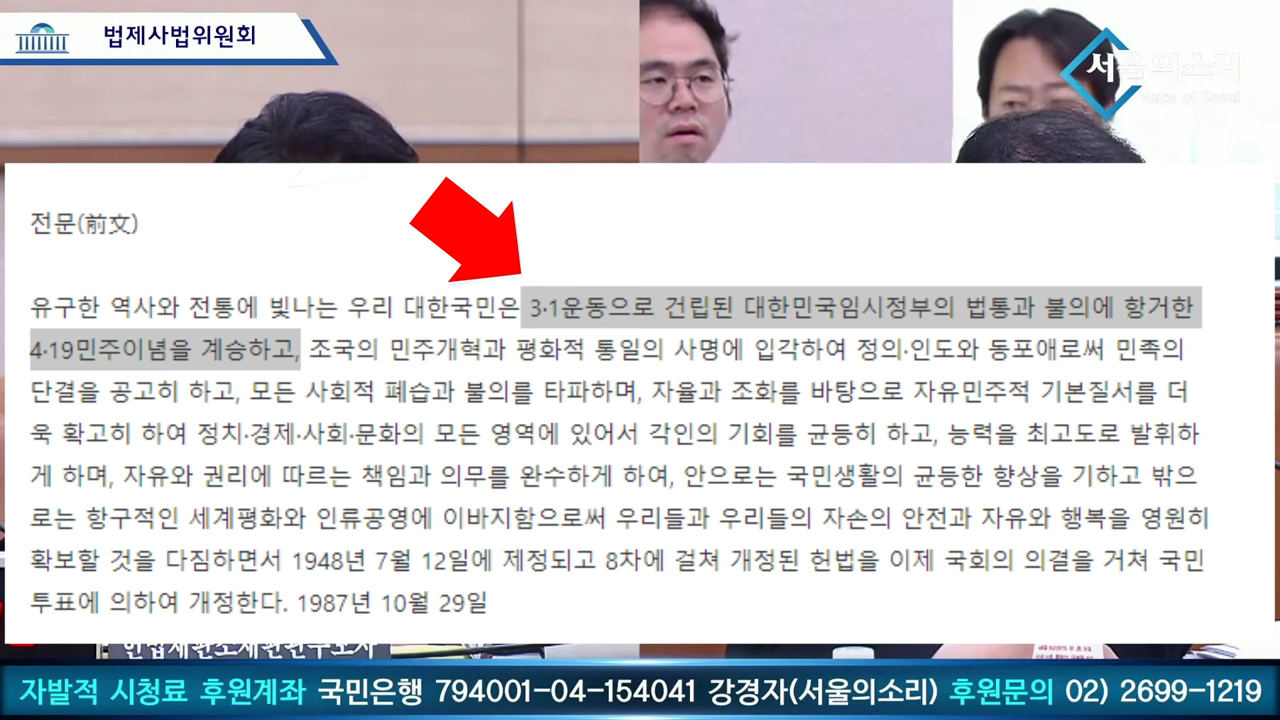 법제사법위원회
서울의소리
Voice of Seoul
전문(前文)
유구한 역사와 전통에 빛나는 우리 대한국민은 3·1운동으로 건립된 대한민국임시정부의 법통과 불의에 항거한
4·19민주이념을 계승하고, 조국의 민주개혁과 평화적 통일의 사명에 입각하여 정의·인도와 동포애로써 민족의
단결을 공고히 하고, 모든 사회적 폐습과 불의를 타파하며, 자율과 조화를 바탕으로 자유민주적 기본질서를 더
욱 확고히 하여 정치·경제·사회·문화의 모든 영역에 있어서 각인의 기회를 균등히 하고, 능력을 최고도로 발휘하
게 하며, 자유와 권리에 따르는 책임과 의무를 완수하게 하여, 안으로는 국민생활의 균등한 향상을 기하고 밖으
로는 항구적인 세계평화와 인류공영에 이바지함으로써 우리들과 우리들의 자손의 안전과 자유와 행복을 영원히
확보할 것을 다짐하면서 1948년 7월 12일에 제정되고 8차에 걸쳐 개정된 헌법을 이제 국회의 의결을 거쳐 국민
투표에 의하여 개정한다. 1987년 10월 29일
자발적 시청료 후원계좌 국민은행 794001-04-154041 강경자(서울의소리) 후원문의 02) 2699-1219